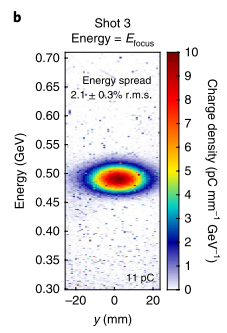 b
Shot 3
Energy = E_focus
Energy spread
2.1 ± 0.3% r.m.s.
11 pC
Energy (GeV)
0.70
0.65
0.60
0.55
0.50
0.45
0.40
0.35
0.30
−20
0
20
y (mm)
10
9
8
7
6
5
4
3
2
1
0
Charge density (pC mm⁻¹ GeV⁻¹)